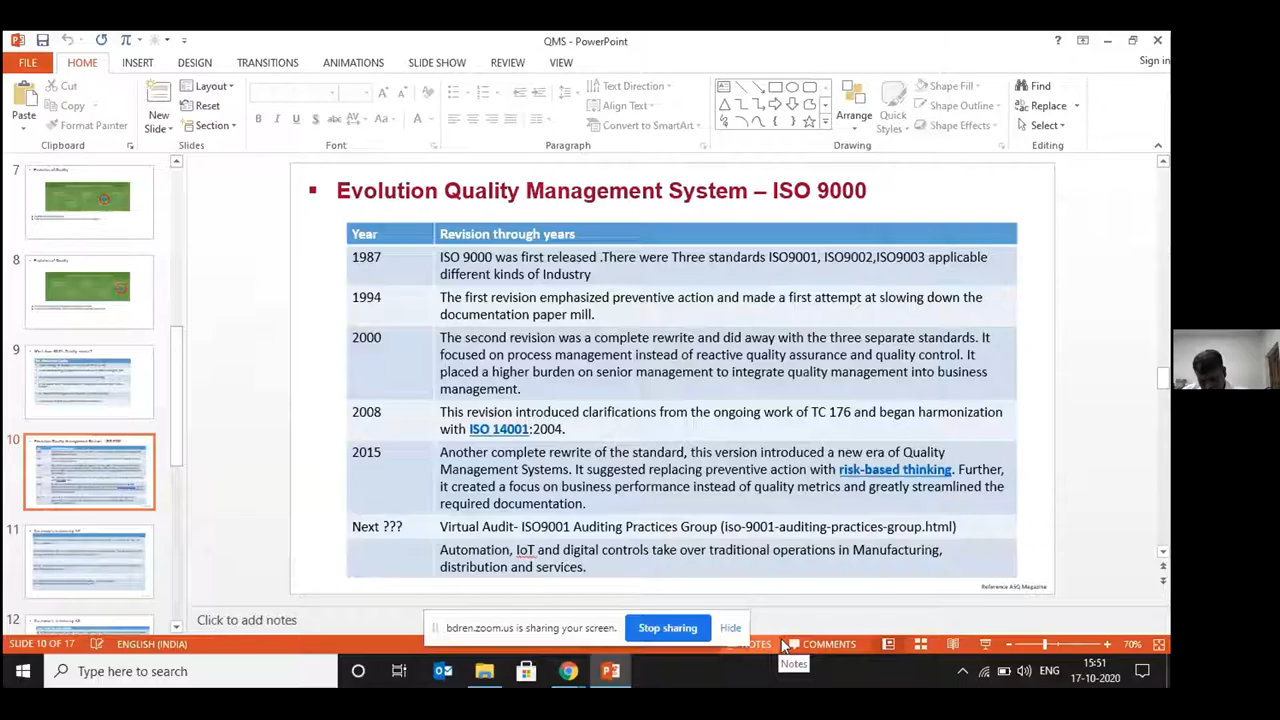 QMS - PowerPoint
Sign in
FILE HOME INSERT DESIGN TRANSITIONS ANIMATIONS SLIDE SHOW REVIEW VIEW
Cut
Copy
Format Painter
Paste
Clipboard
New
Slide
Layout
Reset
Section
Slides
Font
Text Direction
Align Text
Convert to SmartArt
Paragraph
Arrange
Quick
Styles
Shape Fill
Shape Outline
Shape Effects
Drawing
Find
Replace
Select
Editing
7
8
9
10
11
12
Evolution Quality Management System – ISO 9000
Year Revision through years
1987 ISO 9000 was first released .There were Three standards ISO9001, ISO9002,ISO9003 applicable
different kinds of Industry
1994 The first revision emphasized preventive action and made a first attempt at slowing down the
documentation paper mill.
2000 The second revision was a complete rewrite and did away with the three separate standards. It
focused on process management instead of reactive quality assurance and quality control. It
placed a higher burden on senior management to integrate quality management into business
management.
2008 This revision introduced clarifications from the ongoing work of TC 176 and began harmonization
with ISO 14001:2004.
2015 Another complete rewrite of the standard, this version introduced a new era of Quality
Management Systems. It suggested replacing preventive action with risk-based thinking. Further,
it created a focus on business performance instead of quality metrics and greatly streamlined the
required documentation.
Next ??? Virtual Audit- ISO9001 Auditing Practices Group (iso-9001-auditing-practices-group.html)
Automation, IoT and digital controls take over traditional operations in Manufacturing,
distribution and services.
Reference ASQ Magazine
Click to add notes
bdren.zoom.us is sharing your screen. Stop sharing Hide
SLIDE 10 OF 17 ENGLISH (INDIA) NOTES COMMENTS 70%
Notes
Type here to search
ENG
15:51
17-10-2020